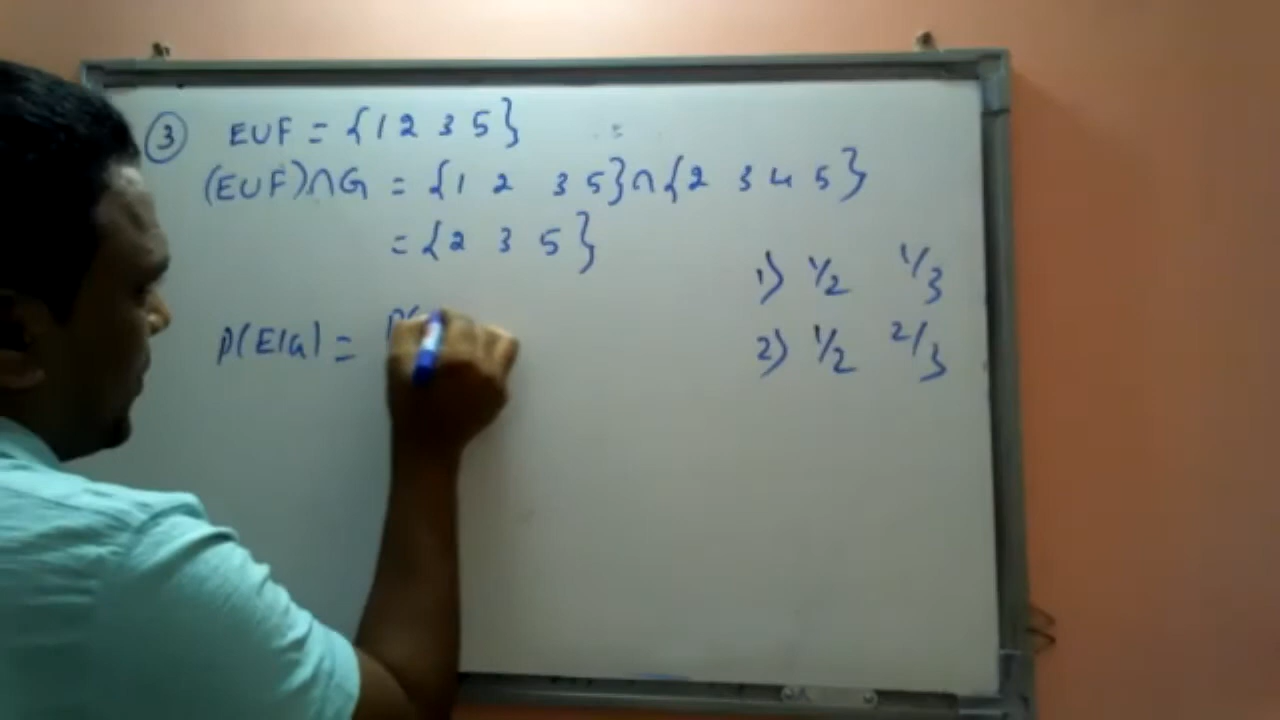 ③ EUF = {1 2 3 5}
(EUF)∩G = {1 2 3 5}∩{2 3 4 5}
= {2 3 5}
1) 1/2 1/3
P(E|G) = P(
2) 1/2 2/3